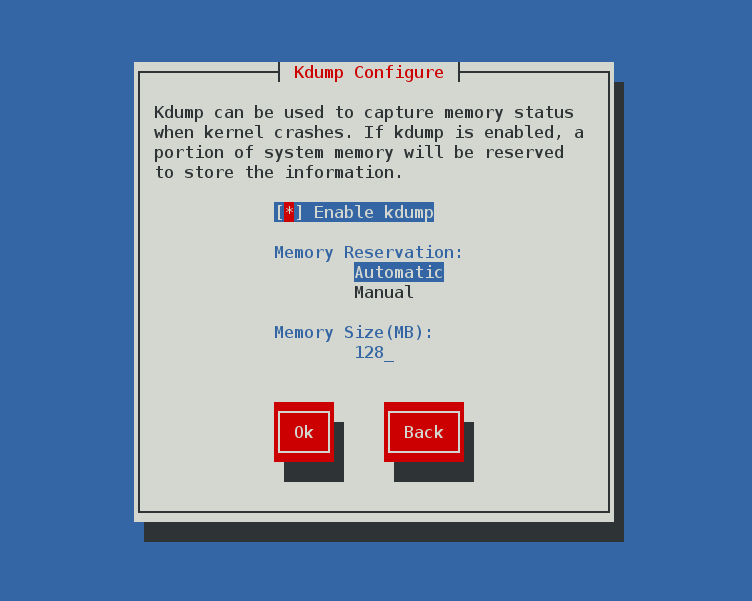 Kdump Configure
Kdump can be used to capture memory status
when kernel crashes. If kdump is enabled, a
portion of system memory will be reserved
to store the information.
[*] Enable kdump
Memory Reservation:
Automatic
Manual
Memory Size(MB):
128_
Ok Back